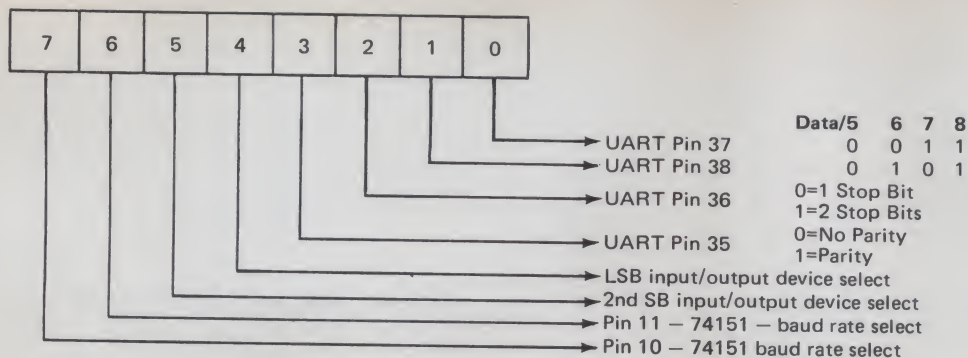 7 6 5 4 3 2 1 0
Data/5 6 7 8
UART Pin 37 0 0 1 1
UART Pin 38 0 1 0 1
UART Pin 36 0=1 Stop Bit
1=2 Stop Bits
UART Pin 35 0=No Parity
1=Parity
LSB input/output device select
2nd SB input/output device select
Pin 11 – 74151 – baud rate select
Pin 10 – 74151 baud rate select